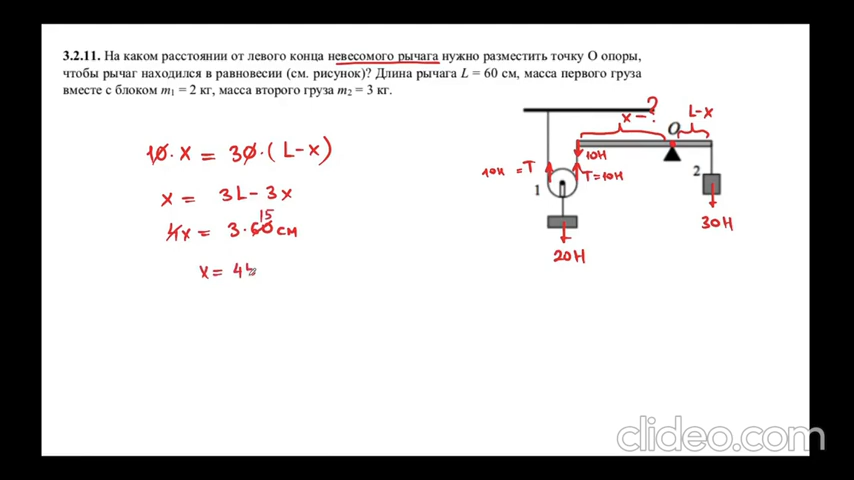 3.2.11. На каком расстоянии от левого конца невесомого рычага нужно разместить точку О опоры,
чтобы рычаг находился в равновесии (см. рисунок)? Длина рычага L = 60 см, масса первого груза
вместе с блоком m₁ = 2 кг, масса второго груза m₂ = 3 кг.
x - ?
L-x
O
10·x = 30·(L-x)
10H
10H = T
T=10H
1
2
x = 3L - 3x
15
4x = 3·60 см
30H
20H
x = 45
clideo.com